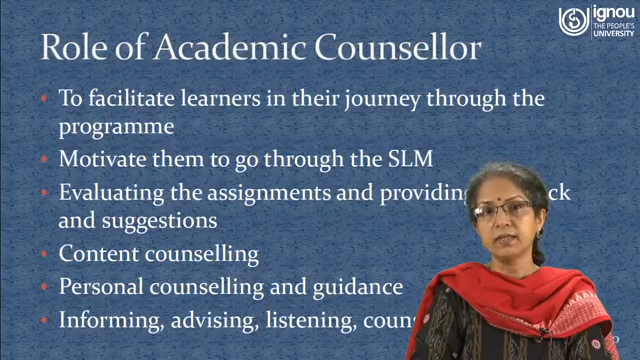 ignou
THE PEOPLE'S
UNIVERSITY
Role of Academic Counsellor
To facilitate learners in their journey through the
programme
Motivate them to go through the SLM
Evaluating the assignments and providing
and suggestions
Content counselling
Personal counselling and guidance
Informing, advising, listening,